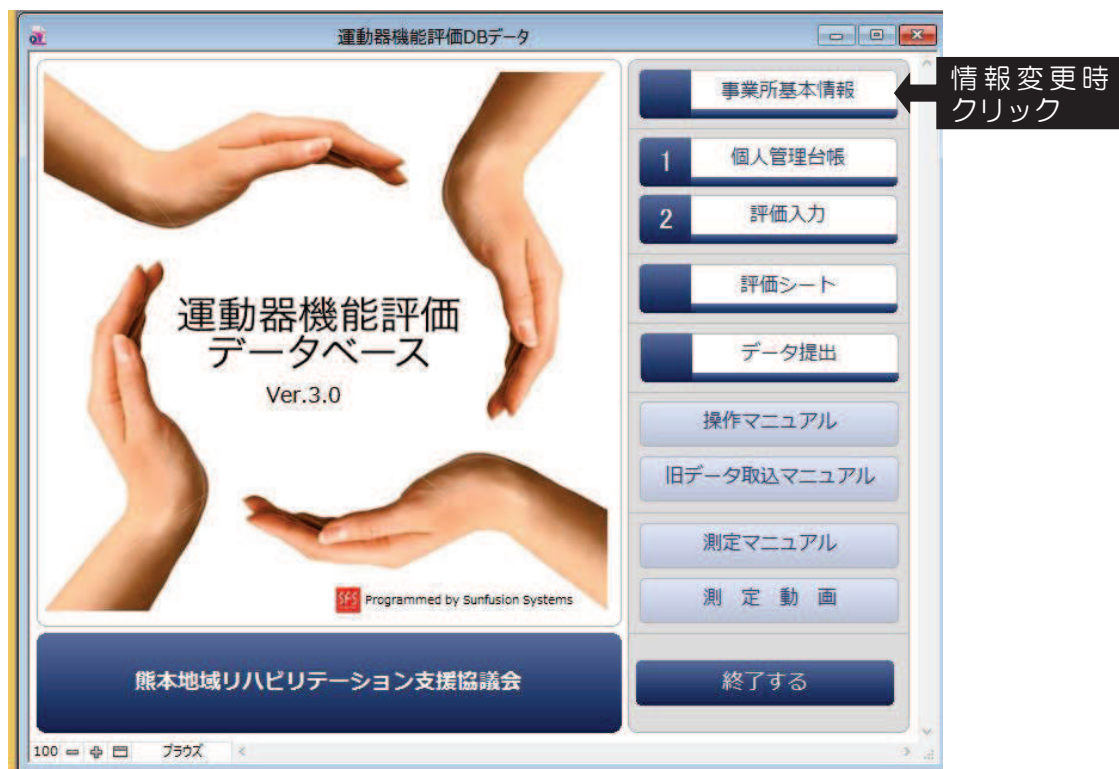 運動器機能評価DBデータ
運動器機能評価
データベース
Ver.3.0
SFS Programmed by Sunfusion Systems
熊本地域リハビリテーション支援協議会
事業所基本情報
情報変更時
クリック
1 個人管理台帳
2 評価入力
評価シート
データ提出
操作マニュアル
旧データ取込マニュアル
測定マニュアル
測 定 動 画
終了する
100 ブラウズ